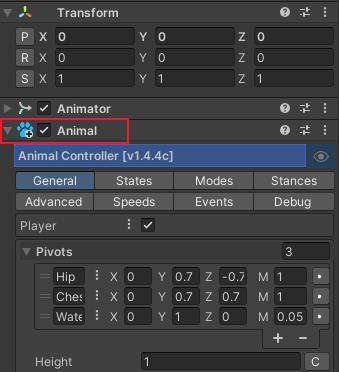 Transform
P X 0 Y 0 Z 0
R X 0 Y 0 Z 0
S X 1 Y 1 Z 1
Animator
Animal
Animal Controller [v1.4.4c]
General States Modes Stances
Advanced Speeds Events Debug
Player
Pivots 3
Hip X 0 Y 0.7 Z -0.7 M 1
Ches X 0 Y 0.7 Z 0.7 M 1
Wate X 0 Y 1 Z 0 M 0.05
+ −
Height 1 C